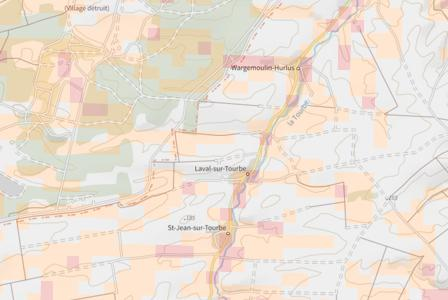 (Village détruit)
Wargemoulin-Hurlus
la Tourbe
Laval-sur-Tourbe
St-Jean-sur-Tourbe